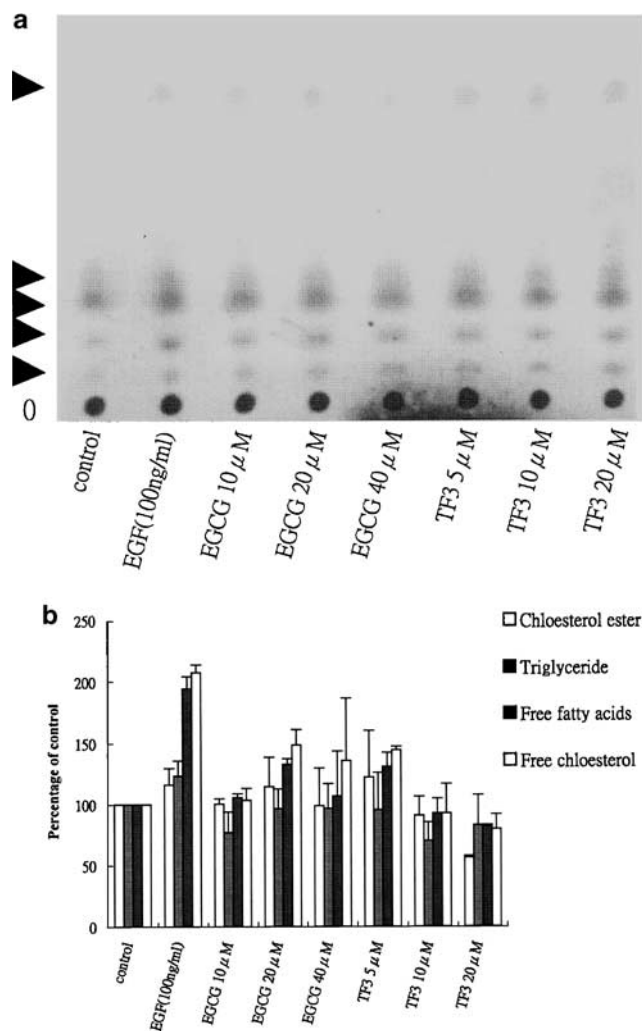 a
0
control
EGF(100ng/ml)
EGCG 10 μM
EGCG 20 μM
EGCG 40 μM
TF3 5 μM
TF3 10 μM
TF3 20 μM
b
Percentage of control
250
200
150
100
50
0
control
EGF(100ng/ml)
EGCG 10 μM
EGCG 20 μM
EGCG 40 μM
TF3 5 μM
TF3 10 μM
TF3 20 μM
Chloesterol ester
Triglyceride
Free fatty acids
Free chloesterol